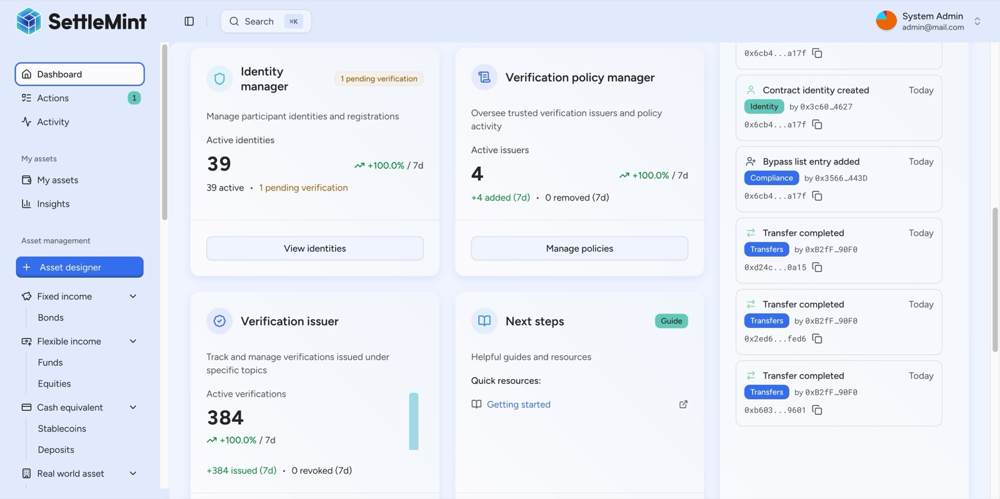 SettleMint
Search ⌘K
System Admin
admin@mail.com
Dashboard
Actions 1
Activity
My assets
My assets
Insights
Asset management
+ Asset designer
Fixed income
Bonds
Flexible income
Funds
Equities
Cash equivalent
Stablecoins
Deposits
Real world asset
Identity
manager
1 pending verification
Manage participant identities and registrations
Active identities
39
+100.0% / 7d
39 active • 1 pending verification
View identities
Verification policy manager
Oversee trusted verification issuers and policy
activity
Active issuers
4
+100.0% / 7d
+4 added (7d) • 0 removed (7d)
Manage policies
Verification issuer
Track and manage verifications issued under
specific topics
Active verifications
384
+100.0% / 7d
+384 issued (7d) • 0 revoked (7d)
Next steps
Guide
Helpful guides and resources
Quick resources:
Getting started
0x6cb4...a17f
Contract identity created Today
Identity by 0x3c60…4627
0x6cb4...a17f
Bypass list entry added Today
Compliance by 0x3566…443D
0x6cb4...a17f
Transfer completed Today
Transfers by 0xB2fF…90F0
0xd24c...0a15
Transfer completed Today
Transfers by 0xB2fF…90F0
0x2ed6...fed6
Transfer completed Today
Transfers by 0xB2fF…90F0
0xb603...9601